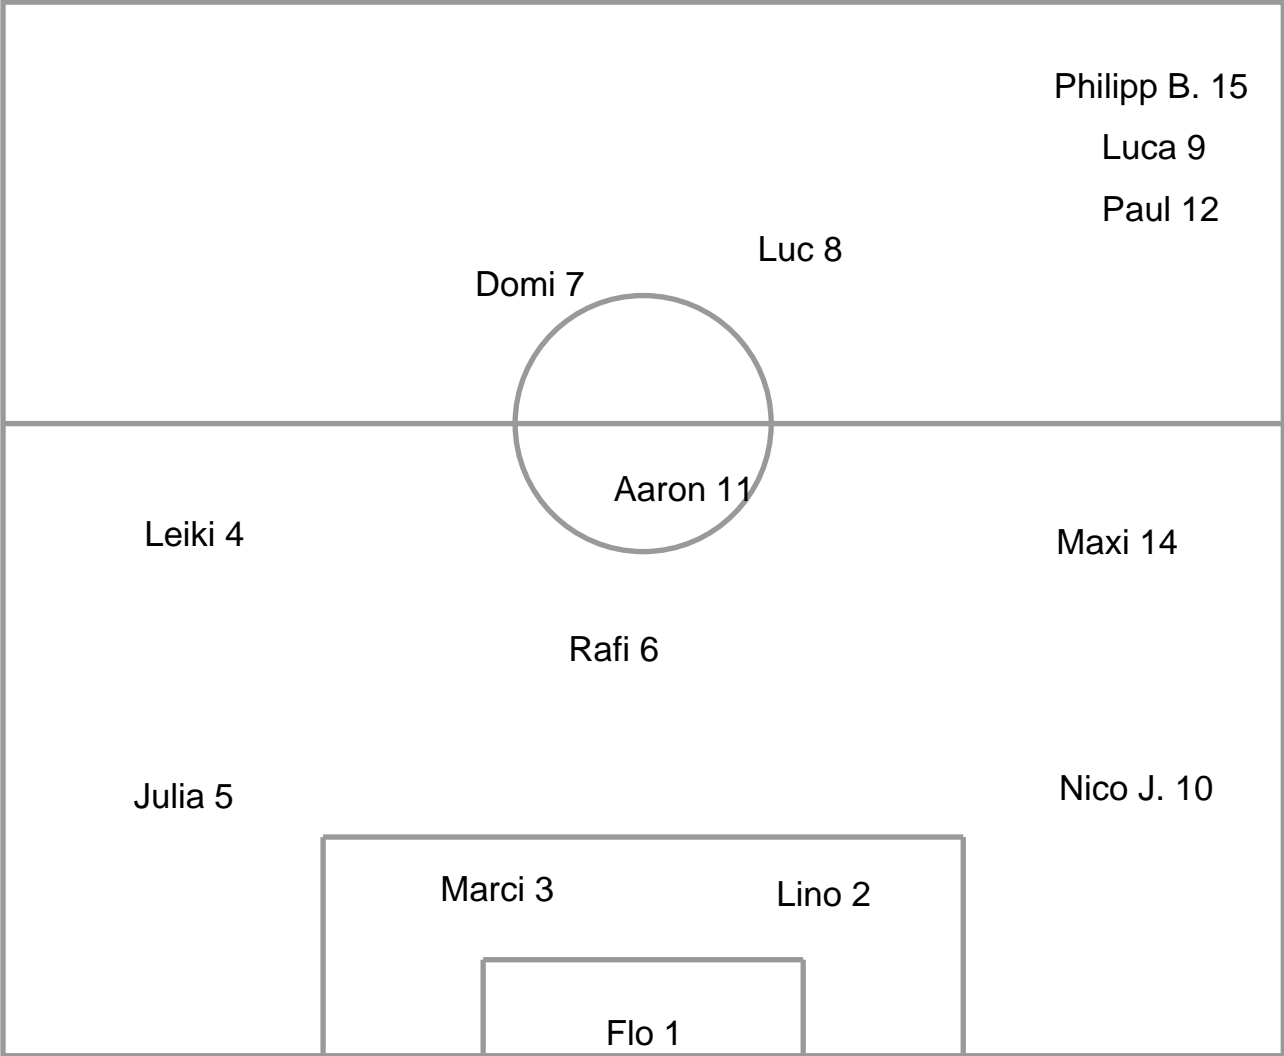 Philipp B. 15
Luca 9
Paul 12
Luc 8
Domi 7
Aaron 11
Leiki 4
Maxi 14
Rafi 6
Nico J. 10
Julia 5
Marci 3
Lino 2
Flo 1